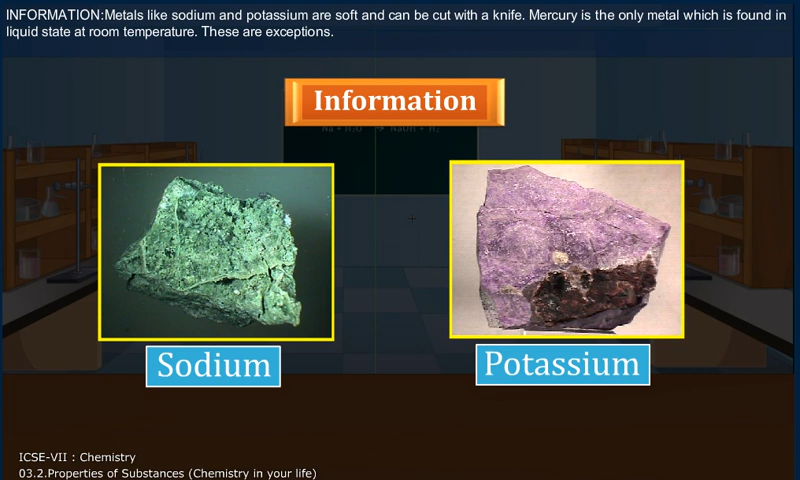 INFORMATION:Metals like sodium and potassium are soft and can be cut with a knife. Mercury is the only metal which is found in
liquid state at room temperature. These are exceptions.
Information
Sodium
Potassium
ICSE-VII : Chemistry
03.2.Properties of Substances (Chemistry in your life)